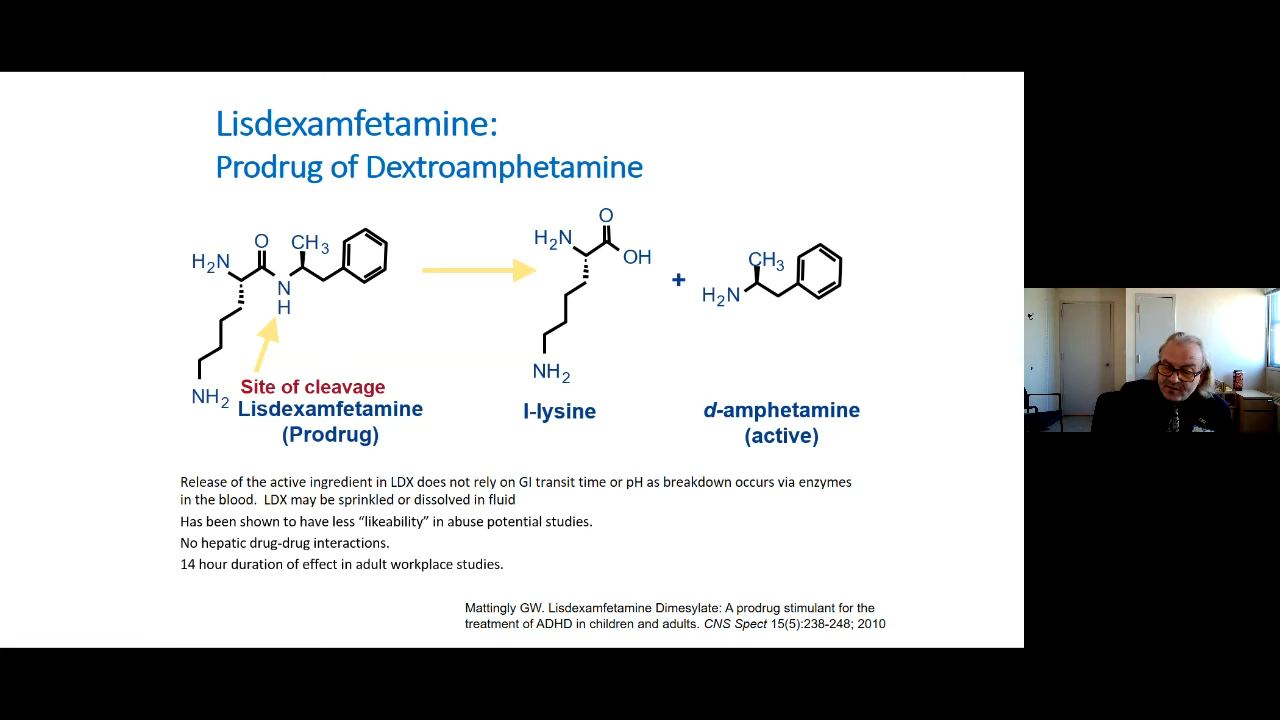 Lisdexamfetamine:
Prodrug of Dextroamphetamine
H₂N
O
CH₃
N
H
NH₂
Site of cleavage
Lisdexamfetamine
(Prodrug)
H₂N
O
OH
NH₂
l-lysine
+
H₂N
CH₃
d-amphetamine
(active)
Release of the active ingredient in LDX does not rely on GI transit time or pH as breakdown occurs via enzymes
in the blood.  LDX may be sprinkled or dissolved in fluid
Has been shown to have less “likeability” in abuse potential studies.
No hepatic drug-drug interactions.
14 hour duration of effect in adult workplace studies.
Mattingly GW. Lisdexamfetamine Dimesylate: A prodrug stimulant for the
treatment of ADHD in children and adults. CNS Spect 15(5):238-248; 2010